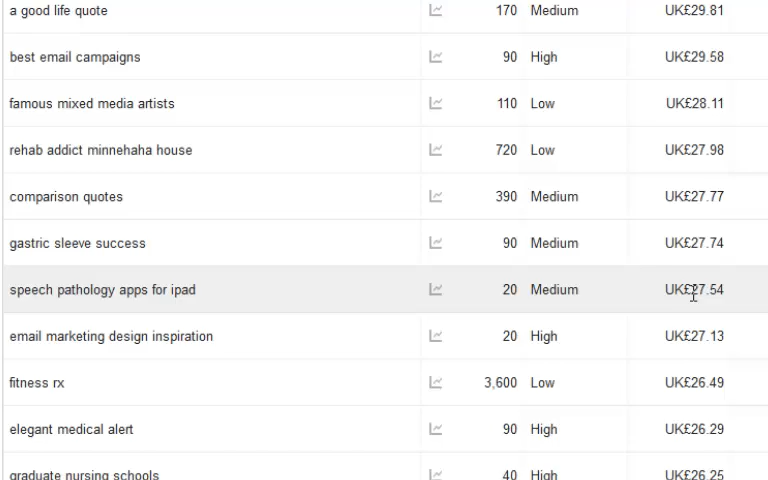 a good life quote 170 Medium UK£29.81
best email campaigns 90 High UK£29.58
famous mixed media artists 110 Low UK£28.11
rehab addict minnehaha house 720 Low UK£27.98
comparison quotes 390 Medium UK£27.77
gastric sleeve success 90 Medium UK£27.74
speech pathology apps for ipad 20 Medium UK£27.54
email marketing design inspiration 20 High UK£27.13
fitness rx 3,600 Low UK£26.49
elegant medical alert 90 High UK£26.29
graduate nursing schools 40 High UK£26.25